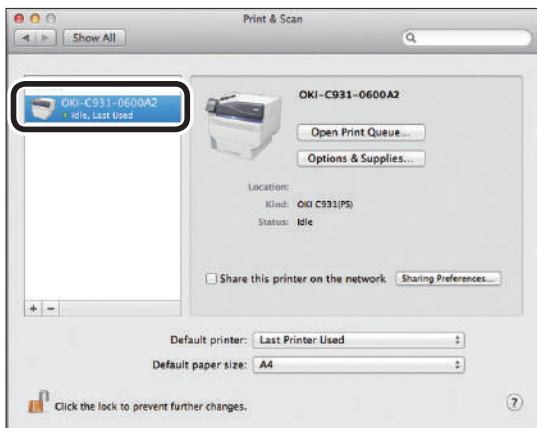 Print & Scan
Show All
OKI-C931-0600A2
Idle, Last Used
OKI-C931-0600A2
Open Print Queue...
Options & Supplies...
Location:
Kind: OKI C931(PS)
Status: Idle
Share this printer on the network Sharing Preferences...
+ −
Default printer: Last Printer Used
Default paper size: A4
Click the lock to prevent further changes.
?